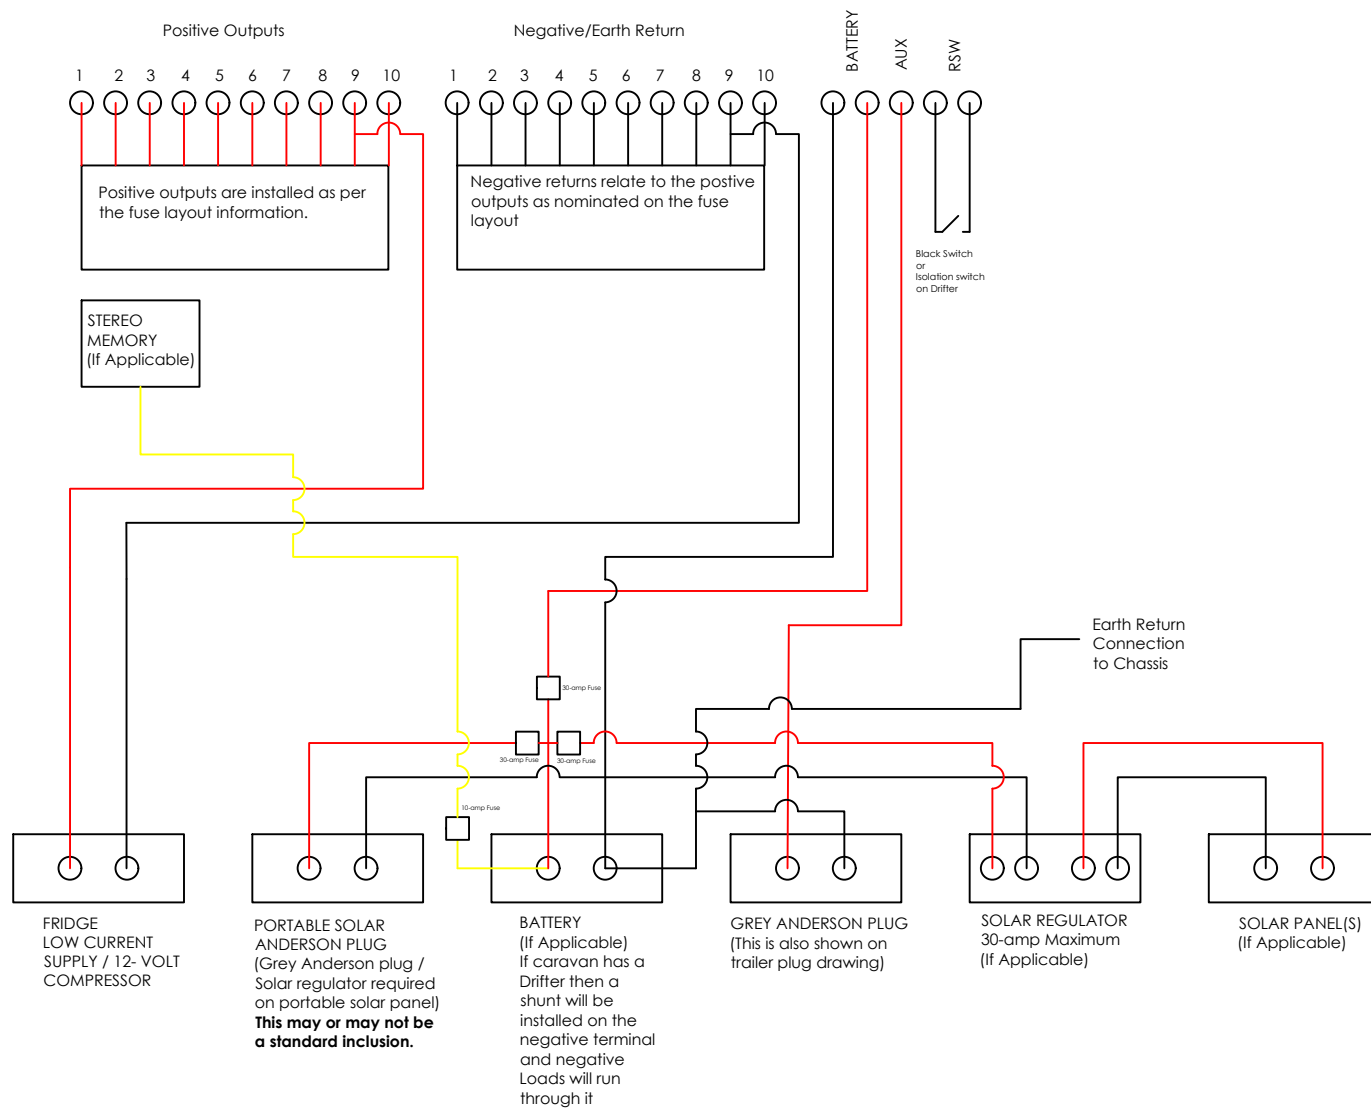 Positive Outputs
Negative/Earth Return
BATTERY
AUX
RSW
1 2 3 4 5 6 7 8 9 10
1 2 3 4 5 6 7 8 9 10
Positive outputs are installed as per
the fuse layout information.
Negative returns relate to the postive
outputs as nominated on the fuse
layout
Black Switch
or
Isolation switch
on Drifter
STEREO
MEMORY
(If Applicable)
Earth Return
Connection
to Chassis
30-amp Fuse
30-amp Fuse
30-amp Fuse
10-amp Fuse
FRIDGE
LOW CURRENT
SUPPLY / 12- VOLT
COMPRESSOR
PORTABLE SOLAR
ANDERSON PLUG
(Grey Anderson plug /
Solar regulator required
on portable solar panel)
This may or may not be
a standard inclusion.
BATTERY
(If Applicable)
If caravan has a
Drifter then a
shunt will be
installed on the
negative terminal
and negative
Loads will run
through it
GREY ANDERSON PLUG
(This is also shown on
trailer plug drawing)
SOLAR REGULATOR
30-amp Maximum
(If Applicable)
SOLAR PANEL(S)
(If Applicable)